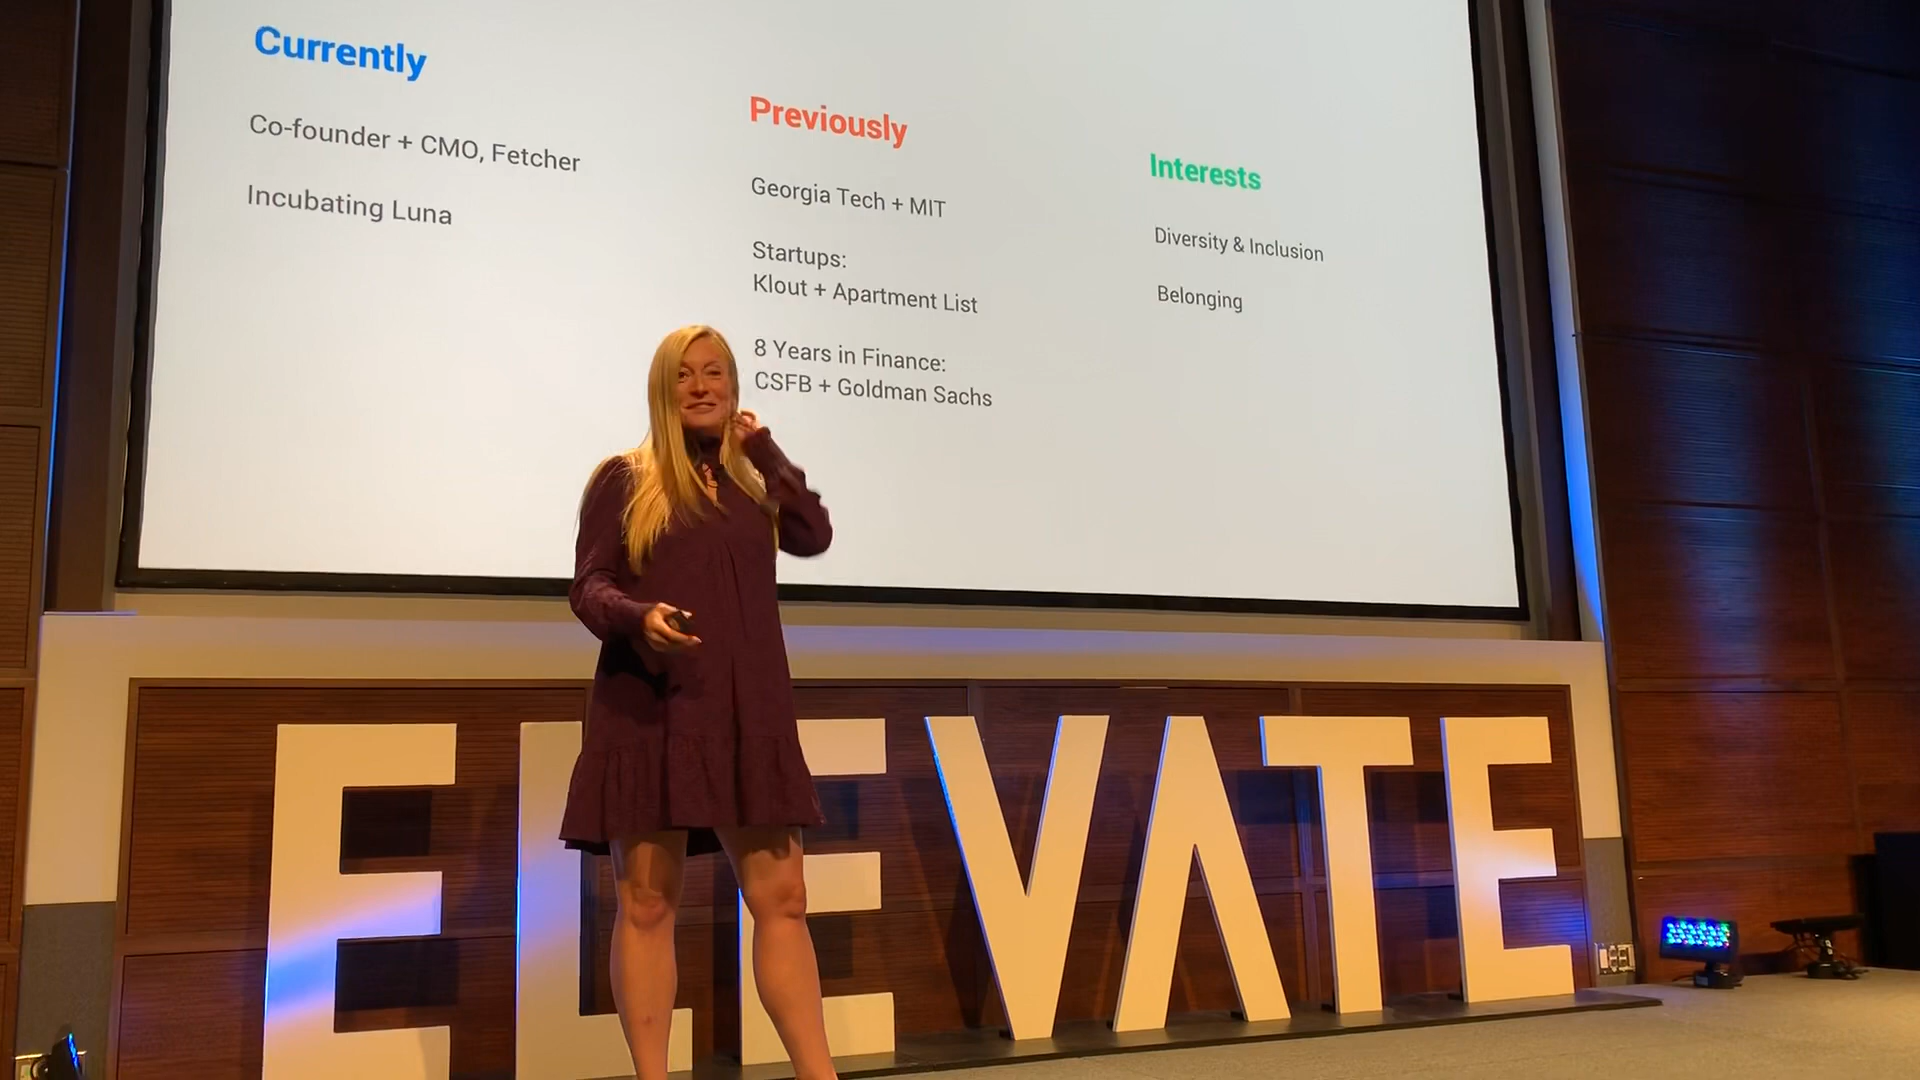 Currently
Co-founder + CMO, Fetcher
Incubating Luna
Previously
Georgia Tech + MIT
Startups:
Klout + Apartment List
8 Years in Finance:
CSFB + Goldman Sachs
Interests
Diversity & Inclusion
Belonging
ELEVATE